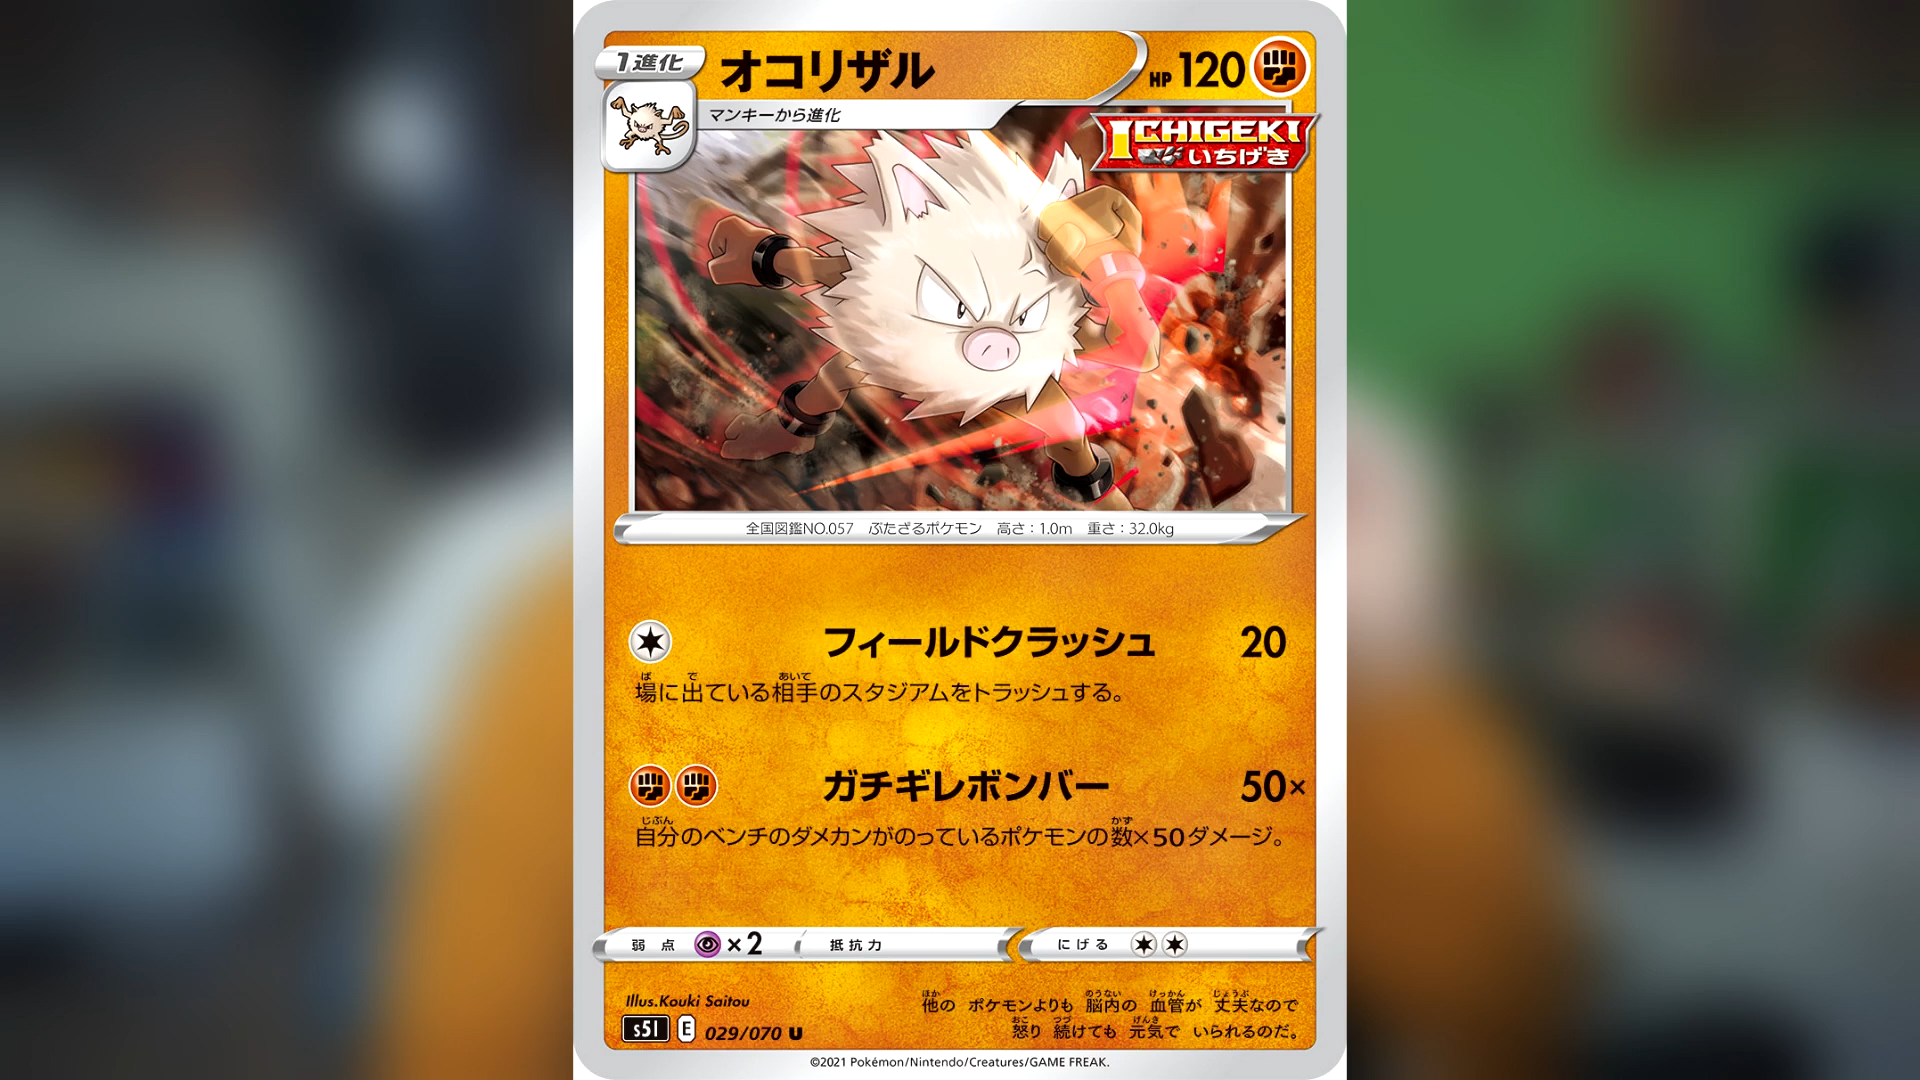 1進化
オコリザル
HP 120
マンキーから進化
ICHIGEKI
いちげき
全国図鑑NO.057 ぶたざるポケモン 高さ：1.0m 重さ：32.0kg
フィールドクラッシュ 20
場に出ている相手のスタジアムをトラッシュする。
ガチギレボンバー 50×
自分のベンチのダメカンがのっているポケモンの数×50ダメージ。
弱点 ×2 抵抗力 にげる
Illus.Kouki Saitou
他の ポケモンよりも 脳内の 血管が 丈夫なので
怒り 続けても 元気で いられるのだ。
s5I E 029/070 U
©2021 Pokémon/Nintendo/Creatures/GAME FREAK.